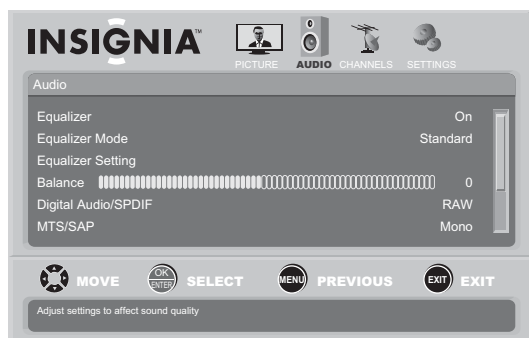 INSIGNIA™
PICTURE AUDIO CHANNELS SETTINGS
Audio
Equalizer On
Equalizer Mode Standard
Equalizer Setting
Balance 0
Digital Audio/SPDIF RAW
MTS/SAP Mono
MOVE OK ENTER SELECT MENU PREVIOUS EXIT EXIT
Adjust settings to affect sound quality